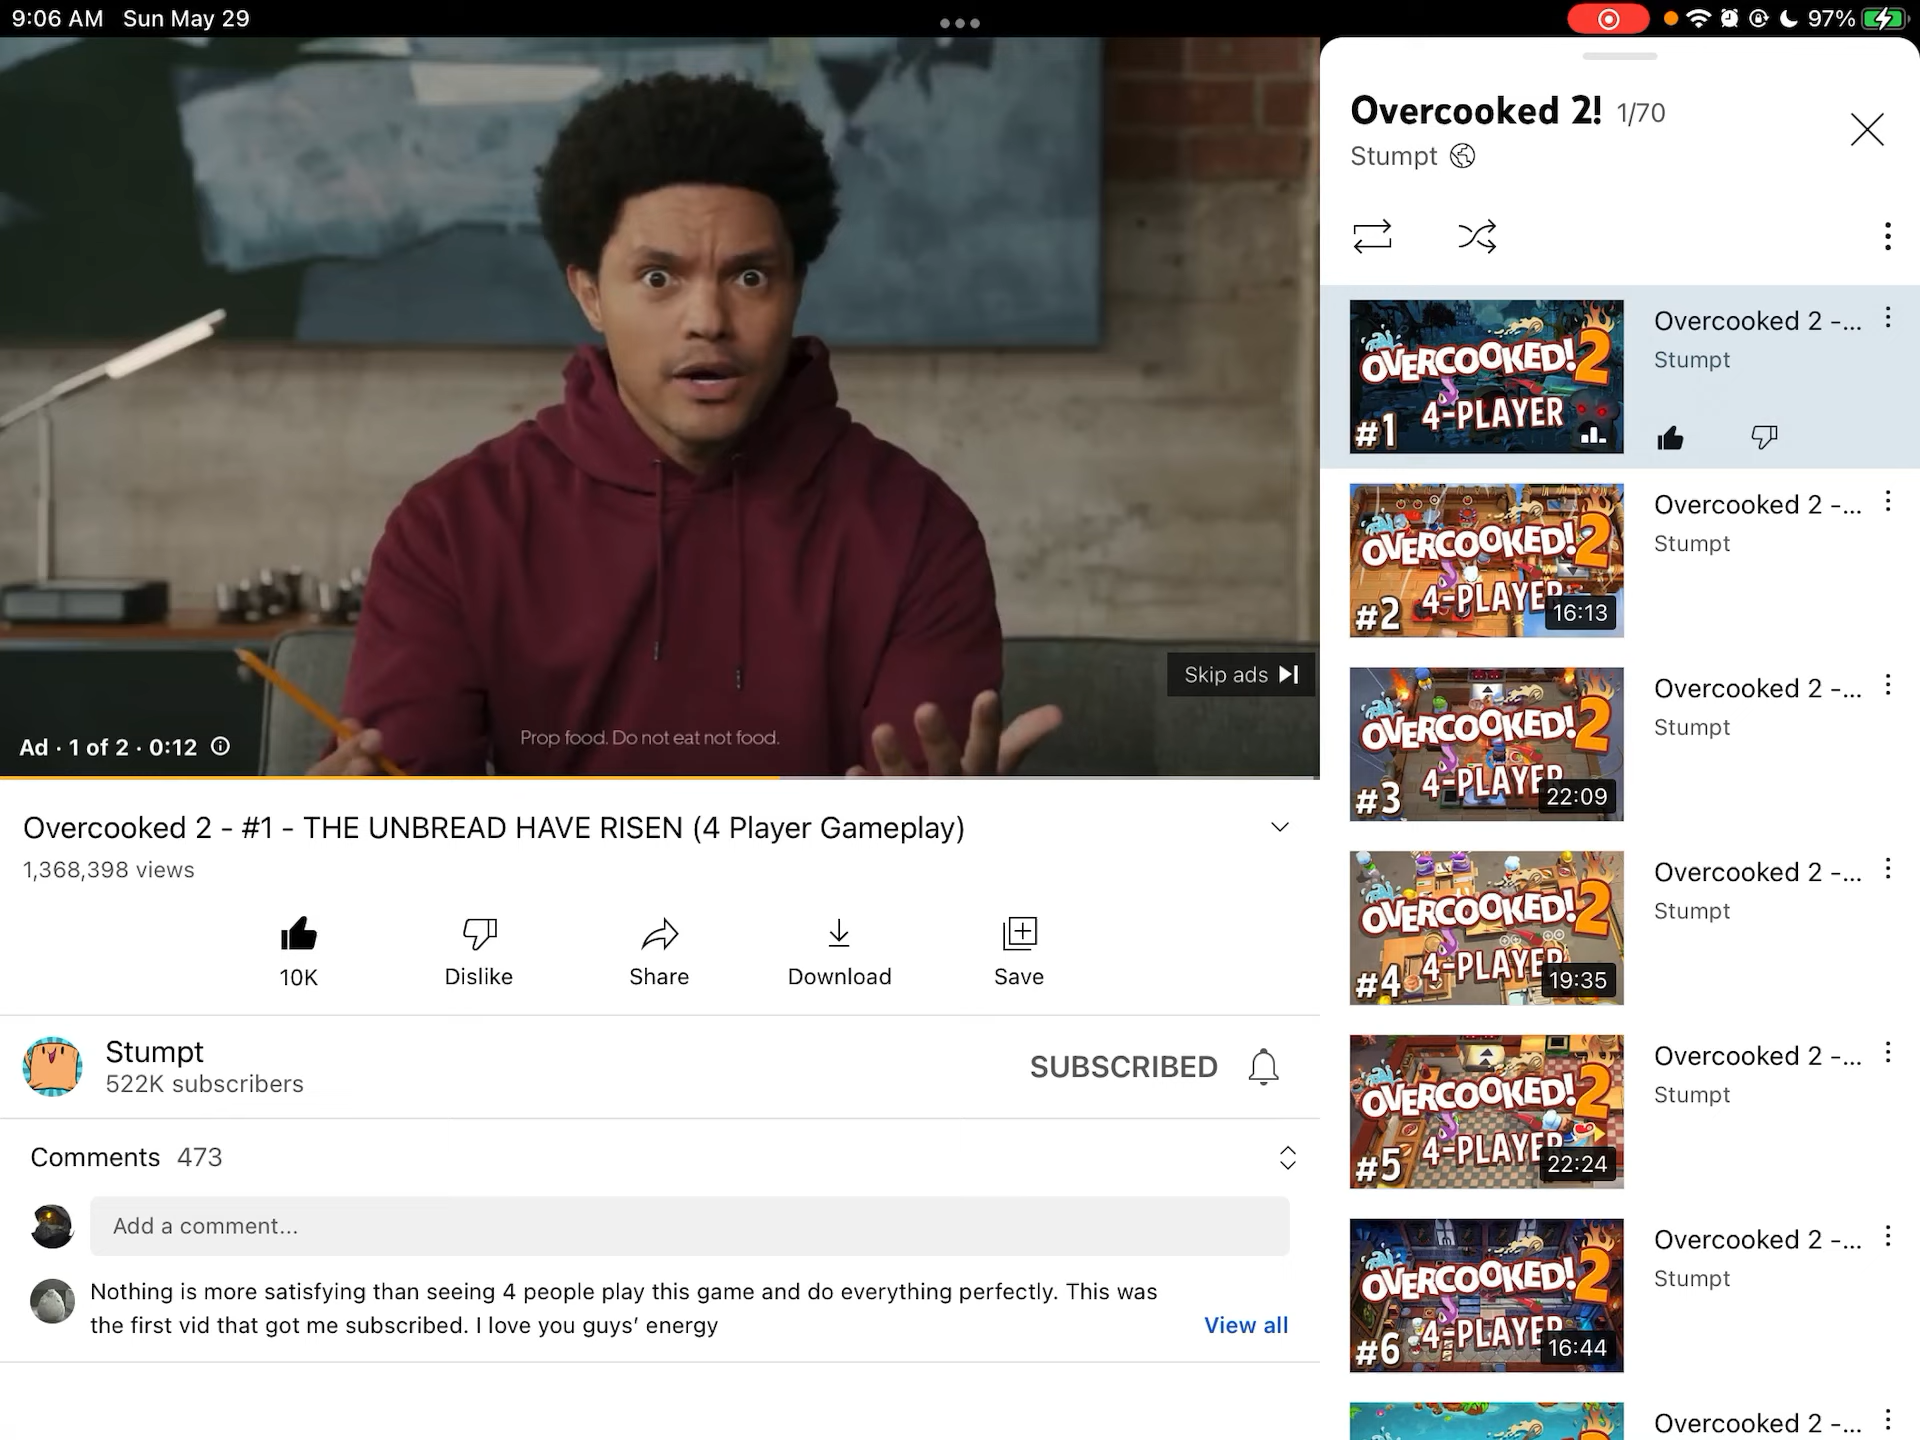 9:06 AM Sun May 29
97%
Skip ads
Prop food. Do not eat not food.
Ad · 1 of 2 · 0:12
Overcooked 2 - #1 - THE UNBREAD HAVE RISEN (4 Player Gameplay)
1,368,398 views
10K
Dislike
Share
Download
Save
Stumpt
522K subscribers
SUBSCRIBED
Comments 473
Add a comment...
Nothing is more satisfying than seeing 4 people play this game and do everything perfectly. This was
the first vid that got me subscribed. I love you guys’ energy
View all
Overcooked 2! 1/70
Stumpt
OVERCOOKED! 2
4-PLAYER
#1
Overcooked 2 -...
Stumpt
OVERCOOKED! 2
4-PLAYER
#2
16:13
Overcooked 2 -...
Stumpt
OVERCOOKED! 2
4-PLAYER
#3
22:09
Overcooked 2 -...
Stumpt
OVERCOOKED! 2
4-PLAYER
#4
19:35
Overcooked 2 -...
Stumpt
OVERCOOKED! 2
4-PLAYER
#5
22:24
Overcooked 2 -...
Stumpt
OVERCOOKED! 2
4-PLAYER
#6
16:44
Overcooked 2 -...
Stumpt
Overcooked 2 -...